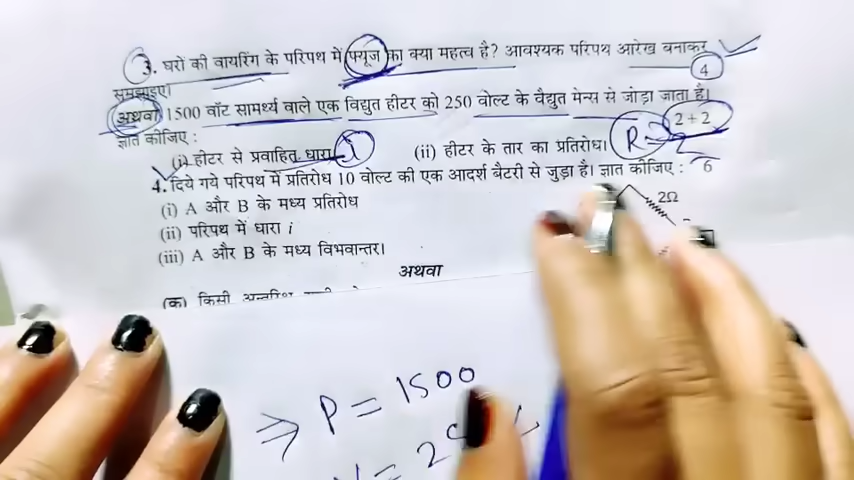 3. घरों की वायरिंग के परिपथ में फ्यूज का क्या महत्व है? आवश्यक परिपथ आरेख बनाकर
समझाइए। 4
अथवा 1500 वॉट सामर्थ्य वाले एक विद्युत हीटर को 250 वोल्ट के वैद्युत मेन्स से जोड़ा जाता है।
ज्ञात कीजिए : 2 + 2
(i) हीटर से प्रवाहित धारा i (ii) हीटर के तार का प्रतिरोध। R = ?
4. दिये गये परिपथ में प्रतिरोध 10 वोल्ट की एक आदर्श बैटरी से जुड़ा है। ज्ञात कीजिए : 6
(i) A और B के मध्य प्रतिरोध 2Ω
(ii) परिपथ में धारा i
(iii) A और B के मध्य विभवान्तर।
अथवा
(क) किसी
⇒ P = 1500
V = 2